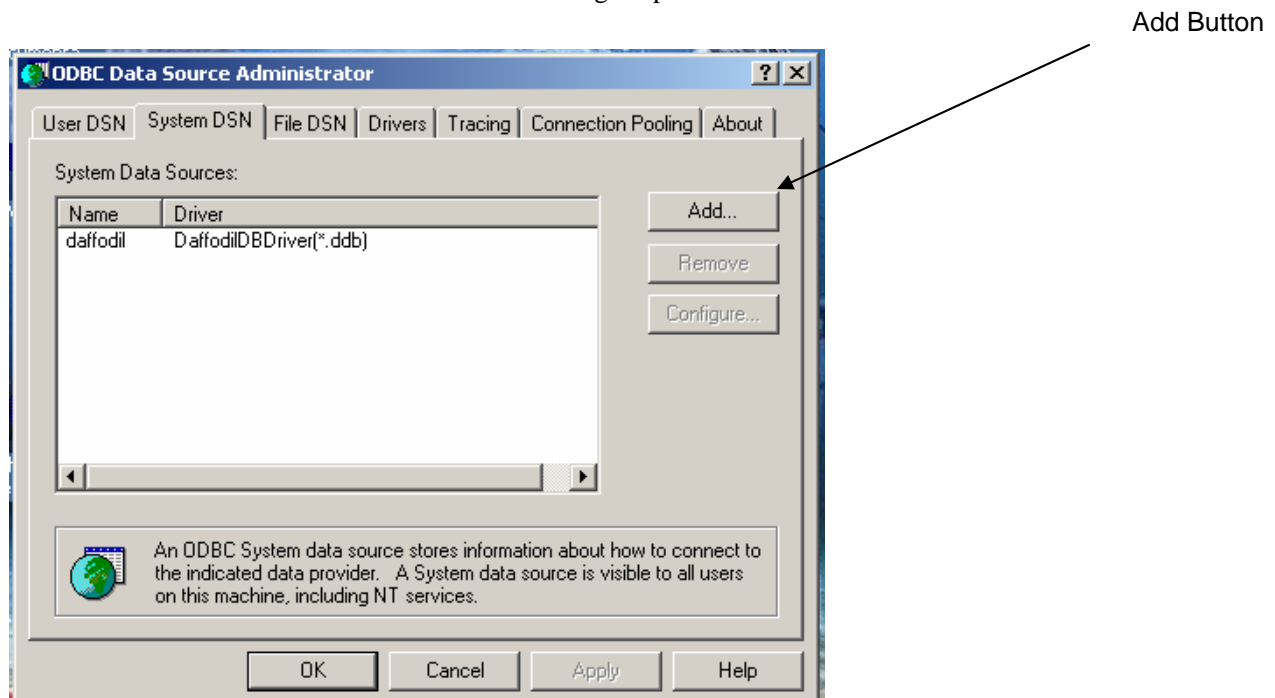 Add Button
ODBC Data Source Administrator
User DSN System DSN File DSN Drivers Tracing Connection Pooling About
System Data Sources:
Name Driver
daffodil DaffodilDBDriver(*.ddb)
Add...
Remove
Configure...
An ODBC System data source stores information about how to connect to
the indicated data provider. A System data source is visible to all users
on this machine, including NT services.
OK Cancel Apply Help